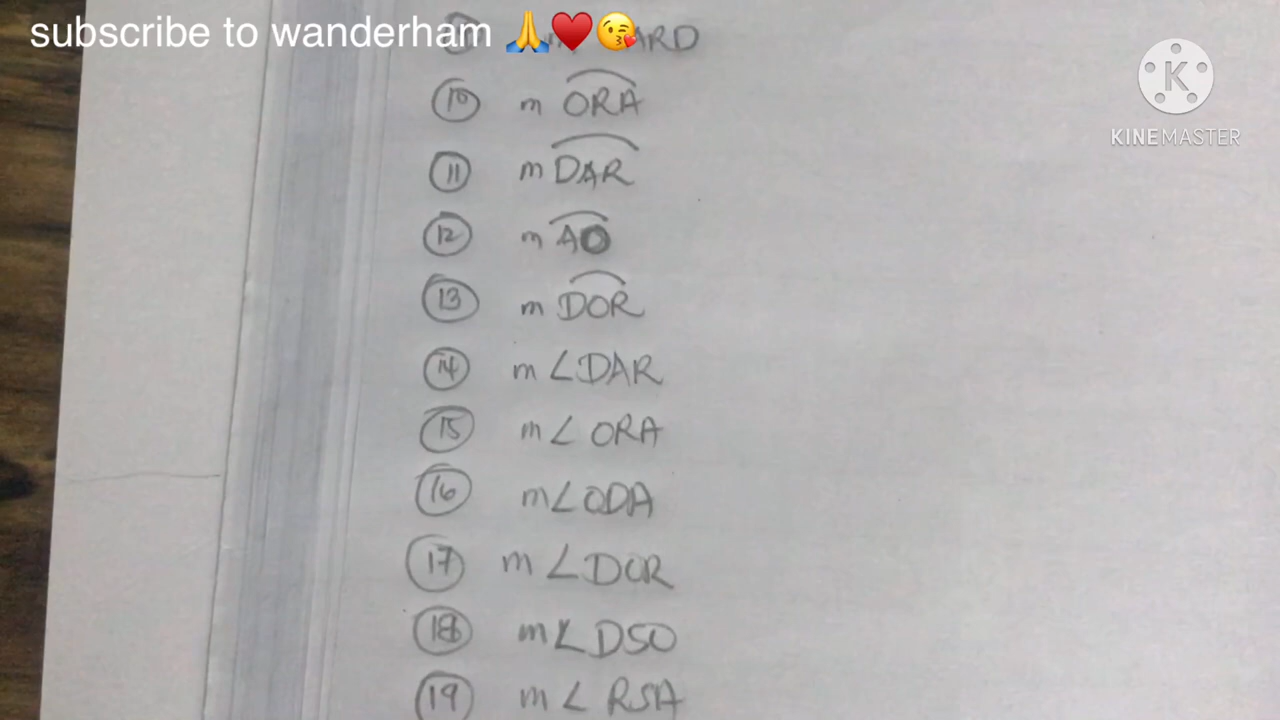 subscribe to wanderham 🙏♥️😘
ARD
K
KINEMASTER
10 m ORA
11 m DAR
12 m AO
13 m DOR
14 m∠DAR
15 m∠ORA
16 m∠ODA
17 m∠DOR
18 m∠DSO
19 m∠RSA